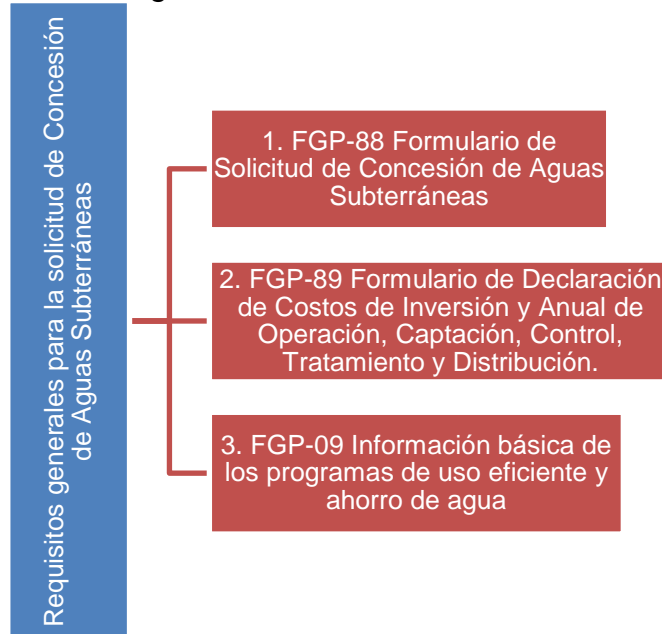 Requisitos generales para la solicitud de Concesión
de Aguas Subterráneas
1. FGP-88 Formulario de
Solicitud de Concesión de Aguas
Subterráneas
2. FGP-89 Formulario de Declaración
de Costos de Inversión y Anual de
Operación, Captación, Control,
Tratamiento y Distribución.
3. FGP-09 Información básica de
los programas de uso eficiente y
ahorro de agua